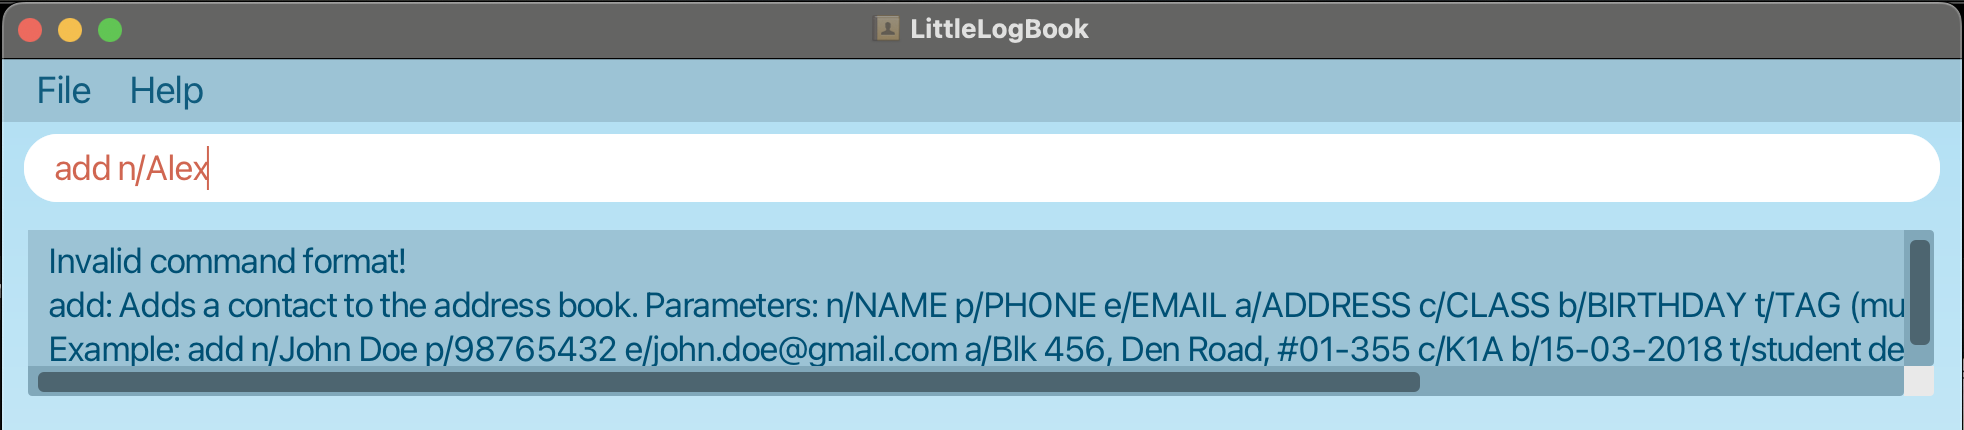 LittleLogBook
File Help
add n/Alex
Invalid command format!
add: Adds a contact to the address book. Parameters: n/NAME p/PHONE e/EMAIL a/ADDRESS c/CLASS b/BIRTHDAY t/TAG (mu
Example: add n/John Doe p/98765432 e/john.doe@gmail.com a/Blk 456, Den Road, #01-355 c/K1A b/15-03-2018 t/student de